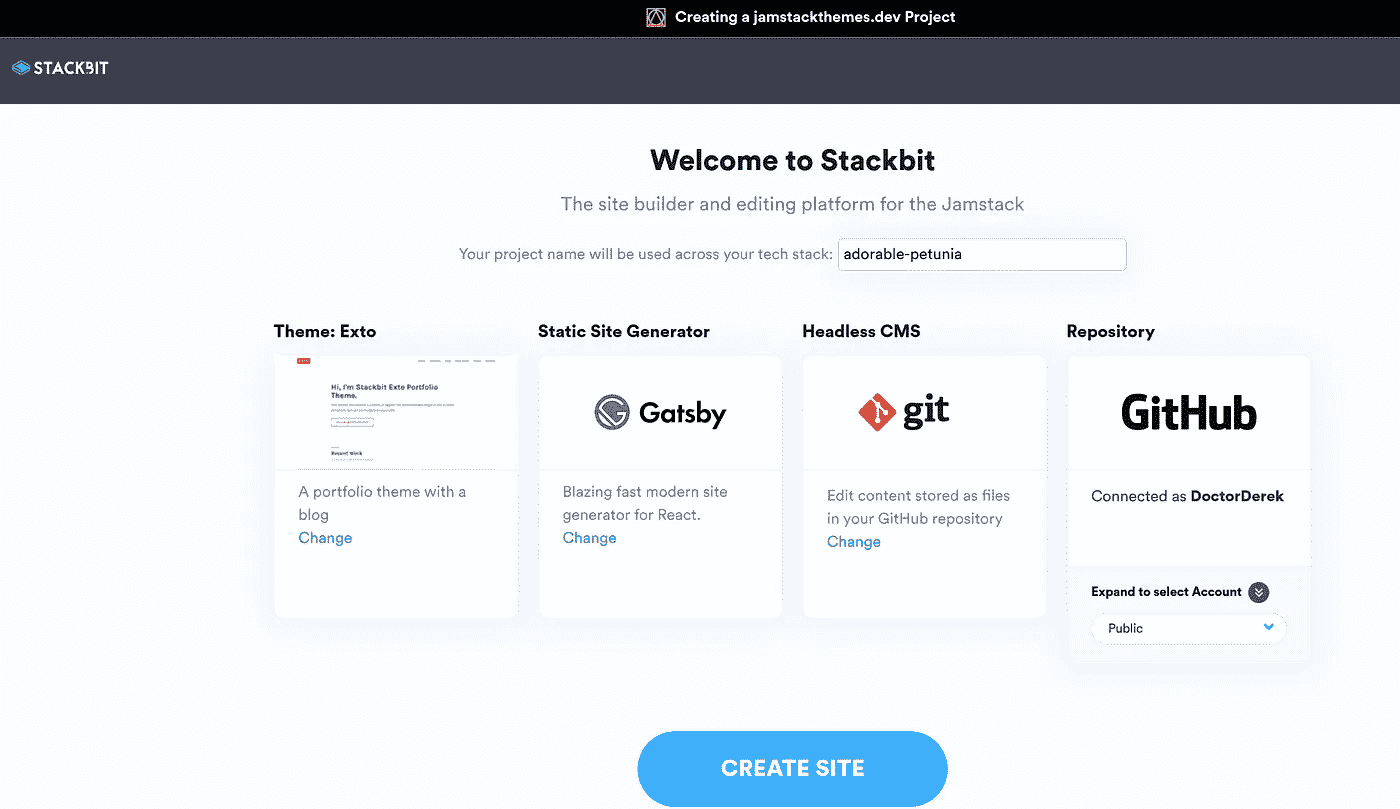 Creating a jamstackthemes.dev Project
STACKBIT
Welcome to Stackbit
The site builder and editing platform for the Jamstack
Your project name will be used across your tech stack: adorable-petunia
Theme: Exto
Hi, I'm Stackbit Exto Portfolio
Theme.
Recent Work
A portfolio theme with a
blog
Change
Static Site Generator
Gatsby
Blazing fast modern site
generator for React.
Change
Headless CMS
git
Edit content stored as files
in your GitHub repository
Change
Repository
GitHub
Connected as DoctorDerek
Expand to select Account
Public
CREATE SITE